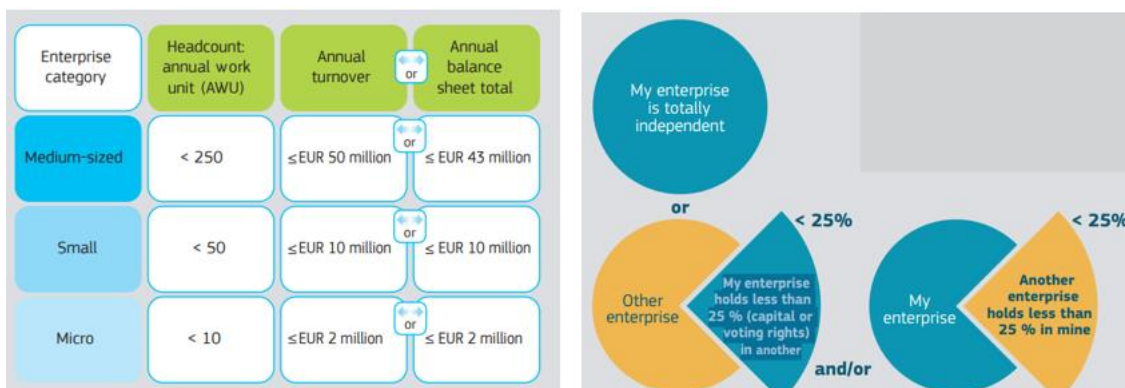 Enterprise
category
Headcount:
annual work
unit (AWU)
Annual
turnover
or
Annual
balance
sheet total
Medium-sized
< 250
≤ EUR 50 million
or
≤ EUR 43 million
Small
< 50
≤ EUR 10 million
or
≤ EUR 10 million
Micro
< 10
≤ EUR 2 million
or
≤ EUR 2 million
My enterprise
is totally
independent
or
< 25%
Other
enterprise
My enterprise
holds less than
25 % (capital or
voting rights)
in another
and/or
< 25%
My
enterprise
Another
enterprise
holds less than
25 % in mine